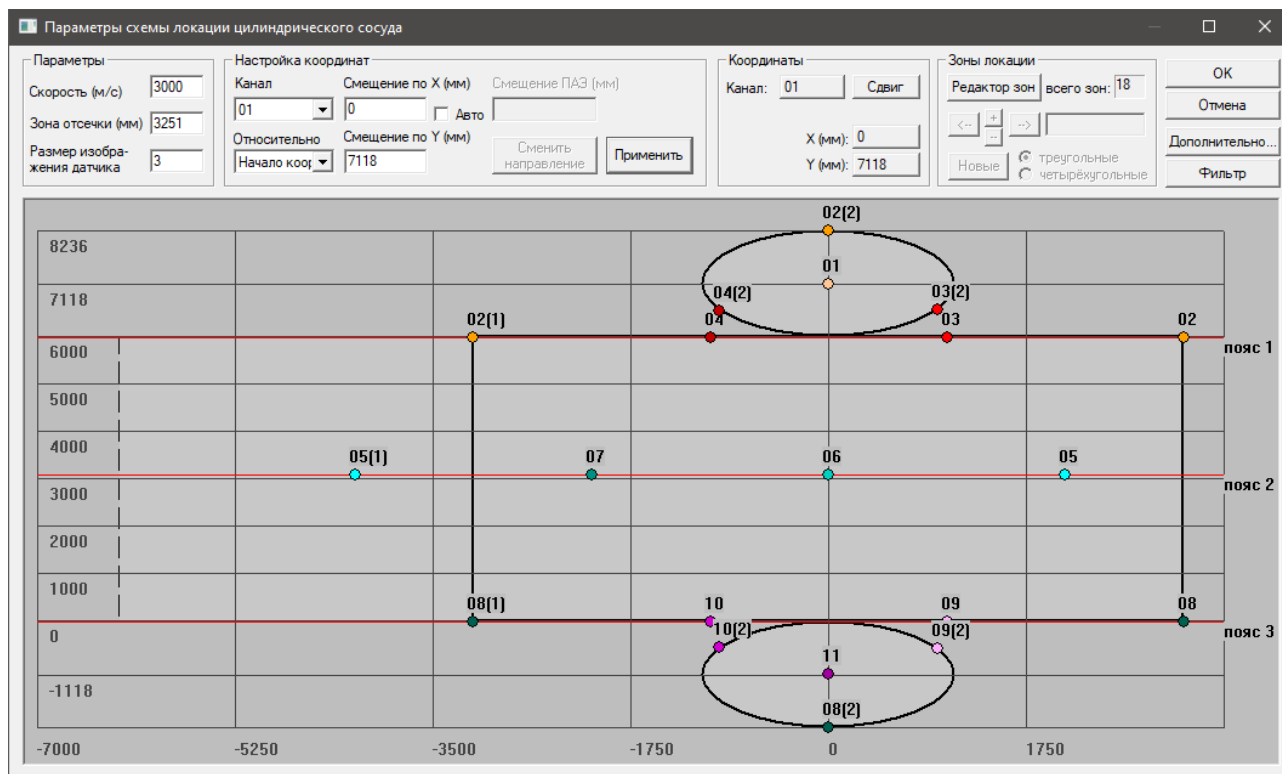 Параметры схемы локации цилиндрического сосуда
Параметры
Скорость (м/с) 3000
Зона отсечки (мм) 3251
Размер изобра-
жения датчика 3
Настройка координат
Канал
01
Относительно
Начало коор
Смещение по X (мм)
0
Авто
Смещение по Y (мм)
7118
Смещение ПАЭ (мм)
Сменить
направление
Применить
Координаты
Канал: 01 Сдвиг
X (мм): 0
Y (мм): 7118
Зоны локации
Редактор зон всего зон: 18
<-- + -- -->
Новые
треугольные
четырёхугольные
OK
Отмена
Дополнительно...
Фильтр
02(2)
8236
01
7118
04(2) 03(2)
02(1) 04 03 02
6000 пояс 1
5000
4000
05(1) 07 06 05
3000 пояс 2
2000
1000
08(1) 10 09 08
0 10(2) 09(2) пояс 3
11
-1118
08(2)
-7000 -5250 -3500 -1750 0 1750